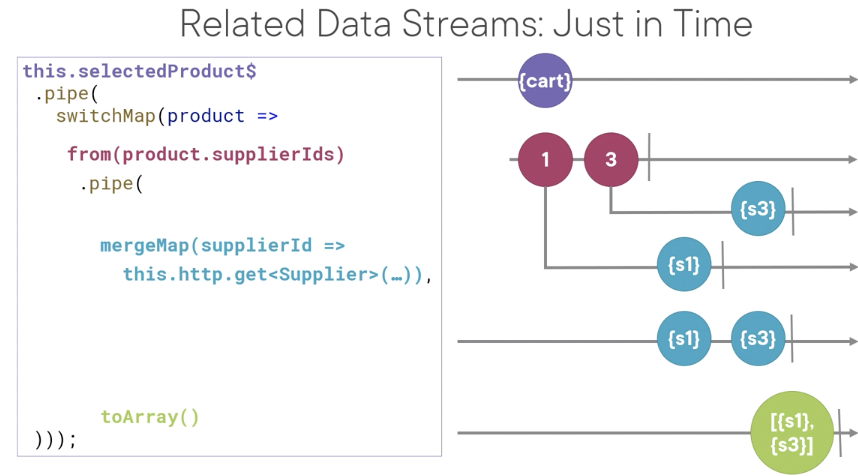 Related Data Streams: Just in Time
this.selectedProduct$
.pipe(
switchMap(product =>
from(product.supplierIds)
.pipe(
mergeMap(supplierId =>
this.http.get<Supplier>(…)),
toArray()
)));
{cart}
1
3
{s3}
{s1}
{s1}
{s3}
[{s1},
{s3}]